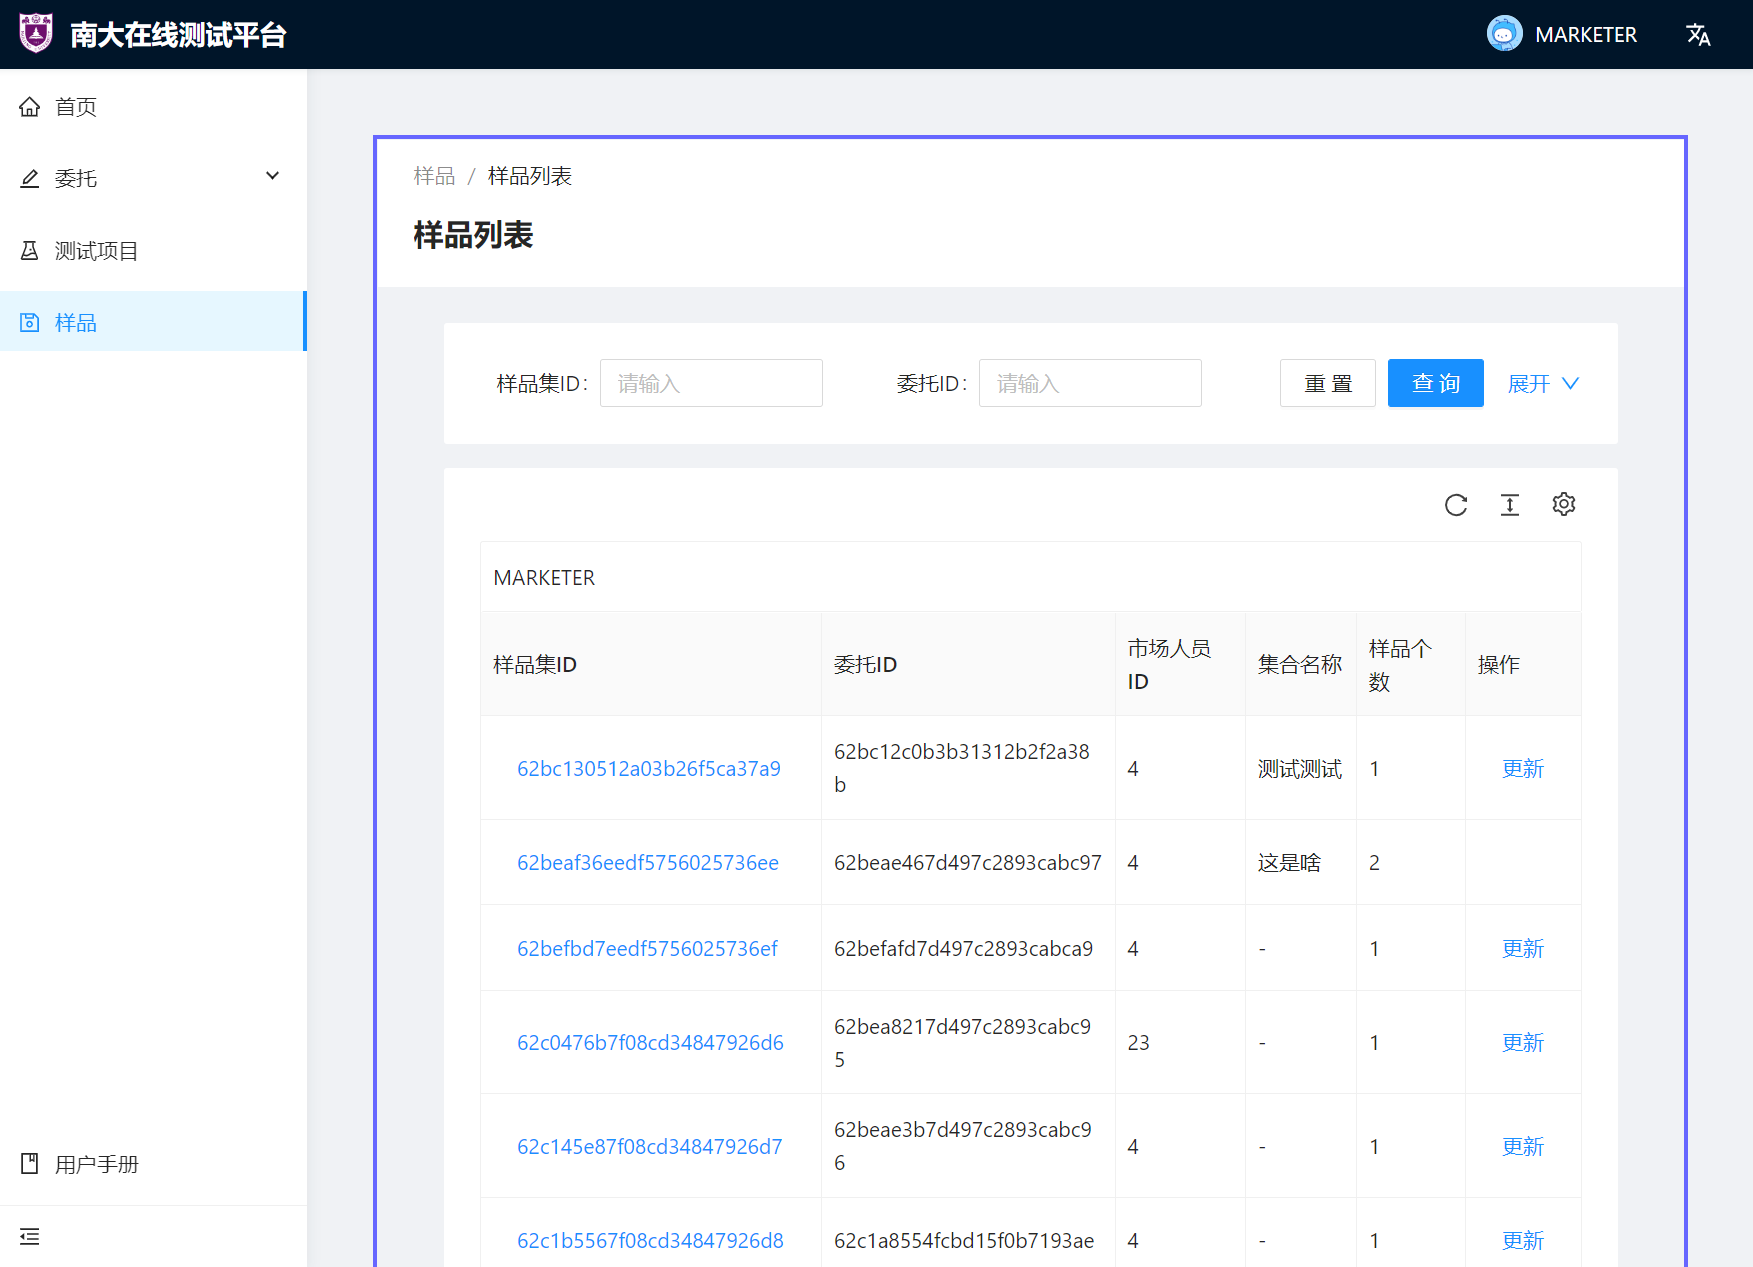 南大在线测试平台
MARKETER
首页
委托
测试项目
样品
用户手册
样品 / 样品列表
样品列表
样品集ID: 请输入 委托ID: 请输入 重 置 查 询 展开
MARKETER
样品集ID 委托ID 市场人员ID 集合名称 样品个数 操作
62bc130512a03b26f5ca37a9 62bc12c0b3b31312b2f2a38b 4 测试测试 1 更新
62beaf36eedf5756025736ee 62beae467d497c2893cabc97 4 这是啥 2
62befbd7eedf5756025736ef 62befafd7d497c2893cabca9 4 - 1 更新
62c0476b7f08cd34847926d6 62bea8217d497c2893cabc95 23 - 1 更新
62c145e87f08cd34847926d7 62beae3b7d497c2893cabc96 4 - 1 更新
62c1b5567f08cd34847926d8 62c1a8554fcbd15f0b7193ae 4 - 1 更新